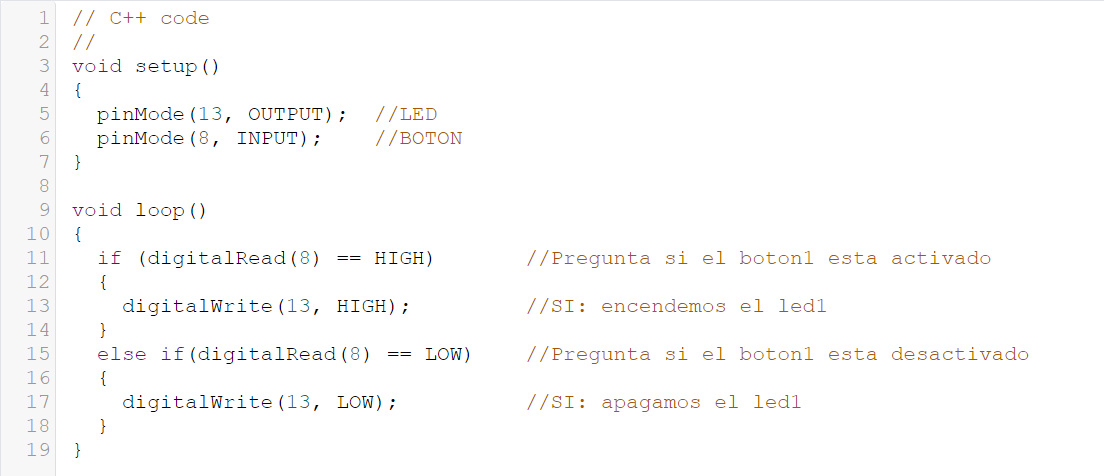 1 // C++ code
2 //
3 void setup()
4 {
5   pinMode(13, OUTPUT);  //LED
6   pinMode(8, INPUT);    //BOTON
7 }
8
9 void loop()
10 {
11   if (digitalRead(8) == HIGH)       //Pregunta si el boton1 esta activado
12   {
13     digitalWrite(13, HIGH);         //SI: encendemos el led1
14   }
15   else if(digitalRead(8) == LOW)    //Pregunta si el boton1 esta desactivado
16   {
17     digitalWrite(13, LOW);          //SI: apagamos el led1
18   }
19 }